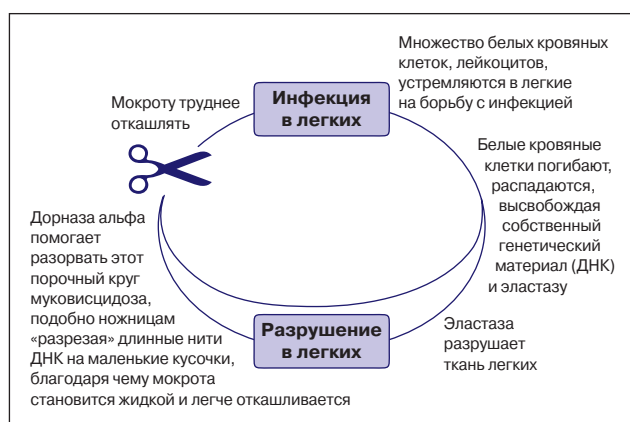 Множество белых кровяных
клеток, лейкоцитов,
устремляются в легкие
на борьбу с инфекцией
Инфекция
в легких
Мокроту труднее
откашлять
Белые кровяные
клетки погибают,
распадаются,
высвобождая
собственный
генетический
материал (ДНК)
и эластазу
Дорназа альфа
помогает
разорвать этот
порочный круг
муковисцидоза,
подобно ножницам
«разрезая» длинные нити
ДНК на маленькие кусочки,
благодаря чему мокрота
становится жидкой и легче откашливается
Разрушение
в легких
Эластаза
разрушает
ткань легких